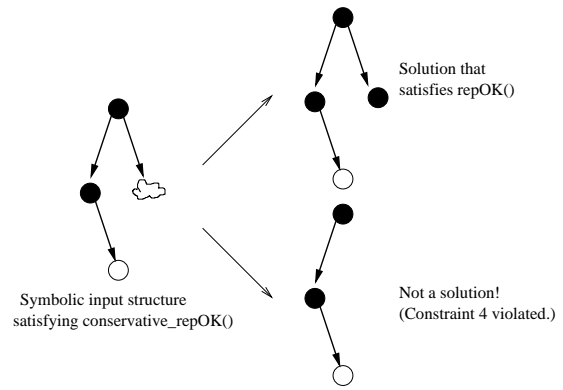 Solution that
satisfies repOK()
Symbolic input structure
satisfying conservative_repOK()
Not a solution!
(Constraint 4 violated.)